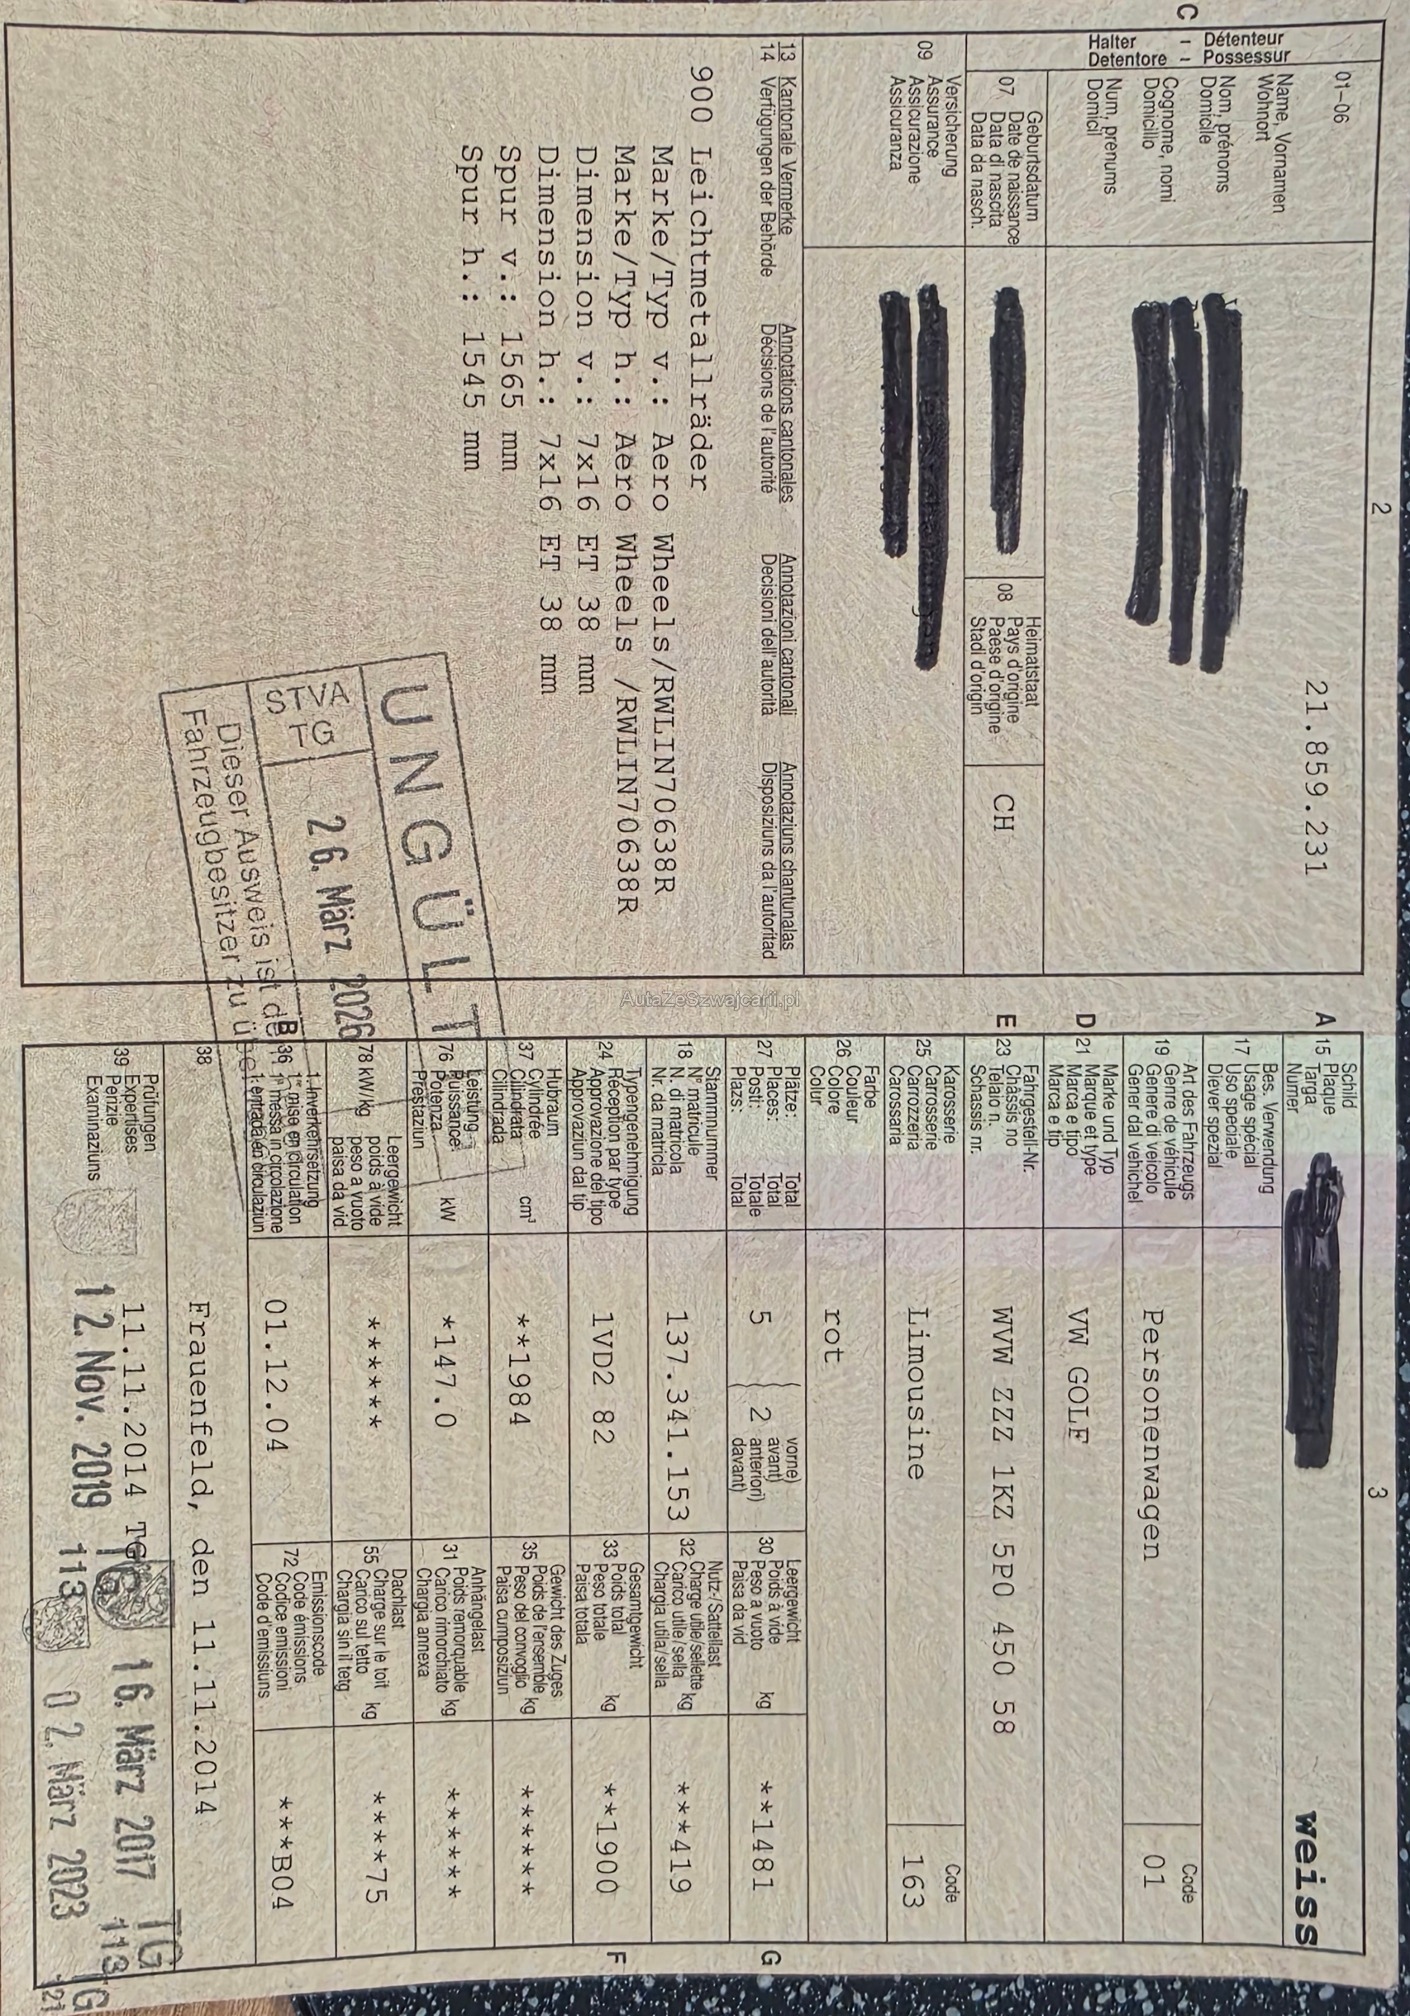 2
C
01-06
21.859.231
Halter - Détenteur
Detentore - Possessur
Name, Vornamen
Wohnort
Nom, prénoms
Domicile
Cognome, nomi
Domicilio
Num, prenums
Domicil
07
Geburtsdatum
Date de naissance
Data di nascita
Data da nasch.
08
Heimatstaat
Pays d'origine
Paese d'origine
Stadi d'origin
CH
09
Versicherung
Assurance
Assicurazione
Assicuranza
13 Kantonale Vermerke Annotations cantonales Annotazioni cantonali Annotaziuns chantunalas
14 Verfügungen der Behörde Décisions de l'autorité Decisioni dell'autorità Disposiziuns da l'autoritad
900 Leichtmetallräder
Marke/Typ v.: Aero Wheels/RWLIN70638R
Marke/Typ h.: Aero Wheels /RWLIN70638R
Dimension v.: 7x16 ET 38 mm
Dimension h.: 7x16 ET 38 mm
Spur v.: 1565 mm
Spur h.: 1545 mm
UNGÜLT
STVA
TG
26. März 2026
Dieser Ausweis ist de
Fahrzeugbesitzer zu ü
AutaZeSzwajcarii.pl
3
A 15
Schild
Plaque
Targa
Numer
weiss
17
Bes. Verwendung
Usage spécial
Uso speciale
Diever spezial
19
Art des Fahrzeugs
Genre de véhicule
Genere di veicolo
Gener dal vehichel
Personenwagen
Code
01
D 21
Marke und Typ
Marque et type
Marca e tipo
Marca e tip
VW GOLF
E 23
Fahrgestell-Nr.
Châssis no
Telaio n.
Schassis nr.
WVW ZZZ 1KZ 5P0 450 58
25
Karosserie
Carrosserie
Carrozzeria
Carrossaria
Limousine
Code
163
26
Farbe
Couleur
Colore
Colur
rot
27
Plätze: Total
Places: Total
Posti: Totale
Plazs: Total
5 ( 2
vorne)
avant)
anteriori)
davant)
30
Leergewicht
Poids à vide
Peso a vuoto
Paisa da vid
kg
**1481
G
18
Stammnummer
N° matricule
N. di matricola
Nr. da matricla
137.341.153
32
Nutz-/Sattellast
Charge utile/sellette
Carico utile/sella
Chargia utila/sella
kg
***419
24
Typengenehmigung
Réception par type
Approvazione del tipo
Approvaziun dal tip
1VD2 82
33
Gesamtgewicht
Poids total
Peso totale
Paisa totala
kg
**1900
F
37
Hubraum
Cylindrée
Cilindrata
Cilindrada
cm³
**1984
35
Gewicht des Zuges
Poids de l'ensemble
Peso del convoglio
Paisa cumposiziun
kg
******
76
Leistung
Puissance
Potenza
Prestaziun
kW
*147.0
31
Anhängelast
Poids remorquable
Carico rimorchiato
Chargia annexa
kg
******
78 kW/kg
Leergewicht
poids à vide
peso a vuoto
paisa da vid.
******
55
Dachlast
Charge sur le toit
Carico sul tetto
Chargia sin il tetg
kg
****75
B 36
1. Inverkehrsetzung
1re mise en circulation
1a messa in circolazione
1. entrada en circulaziun
01.12.04
72
Emissionscode
Code émissions
Codice emissioni
Code d'emissiuns
***B04
38
Frauenfeld, den 11.11.2014
39
Prüfungen
Expertises
Perizie
Examinaziuns
11.11.2014 TG
16. März 2017 TG 113
12. Nov. 2019 113
02. März 2023